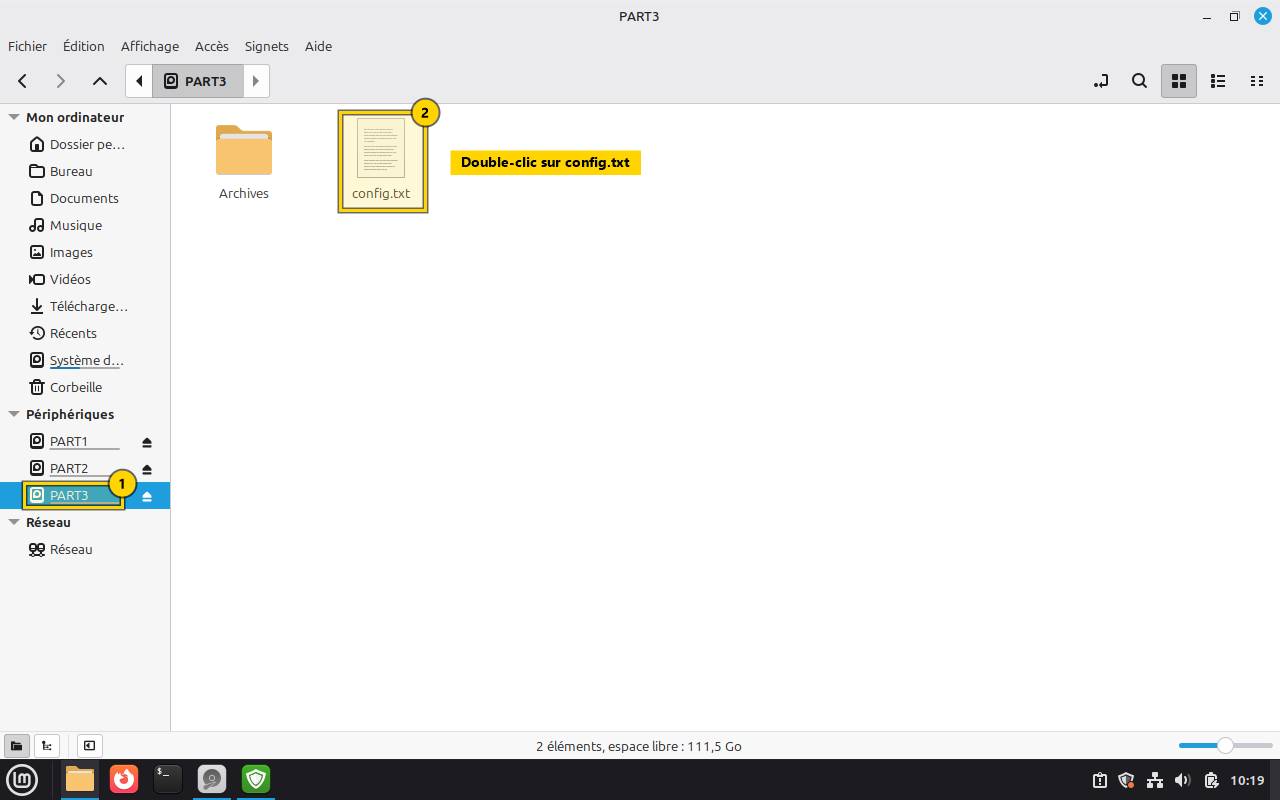 PART3
Fichier Édition Affichage Accès Signets Aide
PART3
Mon ordinateur
Dossier pe…
Bureau
Documents
Musique
Images
Vidéos
Télécharge…
Récents
Système d…
Corbeille
Périphériques
PART1
PART2
PART3
1
Réseau
Réseau
Archives
config.txt
2
Double-clic sur config.txt
2 éléments, espace libre : 111,5 Go
lm
$_
10:19